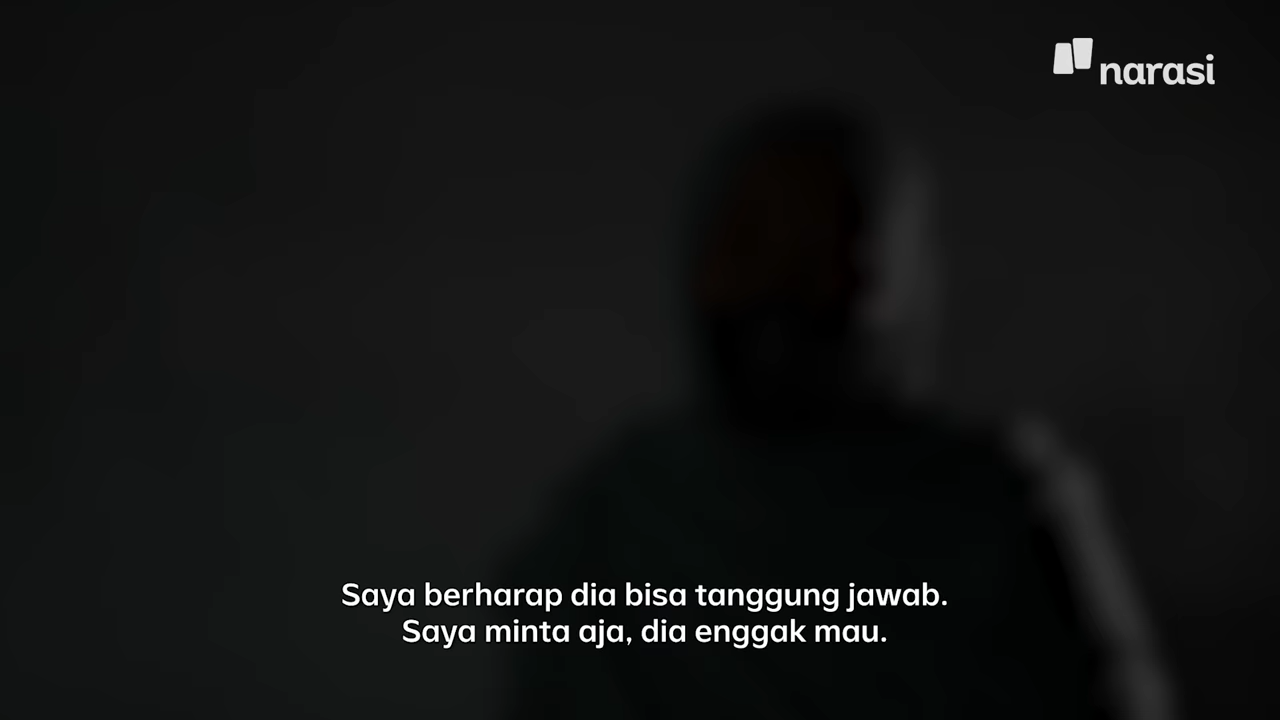 narasi
Saya berharap dia bisa tanggung jawab.
Saya minta aja, dia enggak mau.